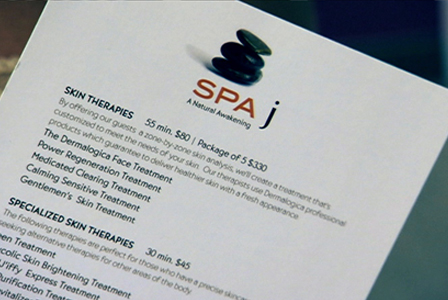 SPA j
A Natural Awakening
SKIN THERAPIES 55 min. $80 | Package of 5 $330
By offering our guests a zone-by-zone skin analysis, we'll create a treatment that's
customized to meet the needs of your skin. Our therapists use Dermalogica professional
products which guarantee to deliver healthier skin with a fresh appearance.
The Dermalogica Face Treatment
Power Regeneration Treatment
Medicated Clearing Treatment
Calming Sensitive Treatment
Gentlemen's Skin Treatment
SPECIALIZED SKIN THERAPIES 30 min. $45
The following therapies are perfect for those who have a precise skin
seeking alternative therapies for other areas of the body.
Treatment
Skin Brightening Treatment
Express Treatment
Treatment